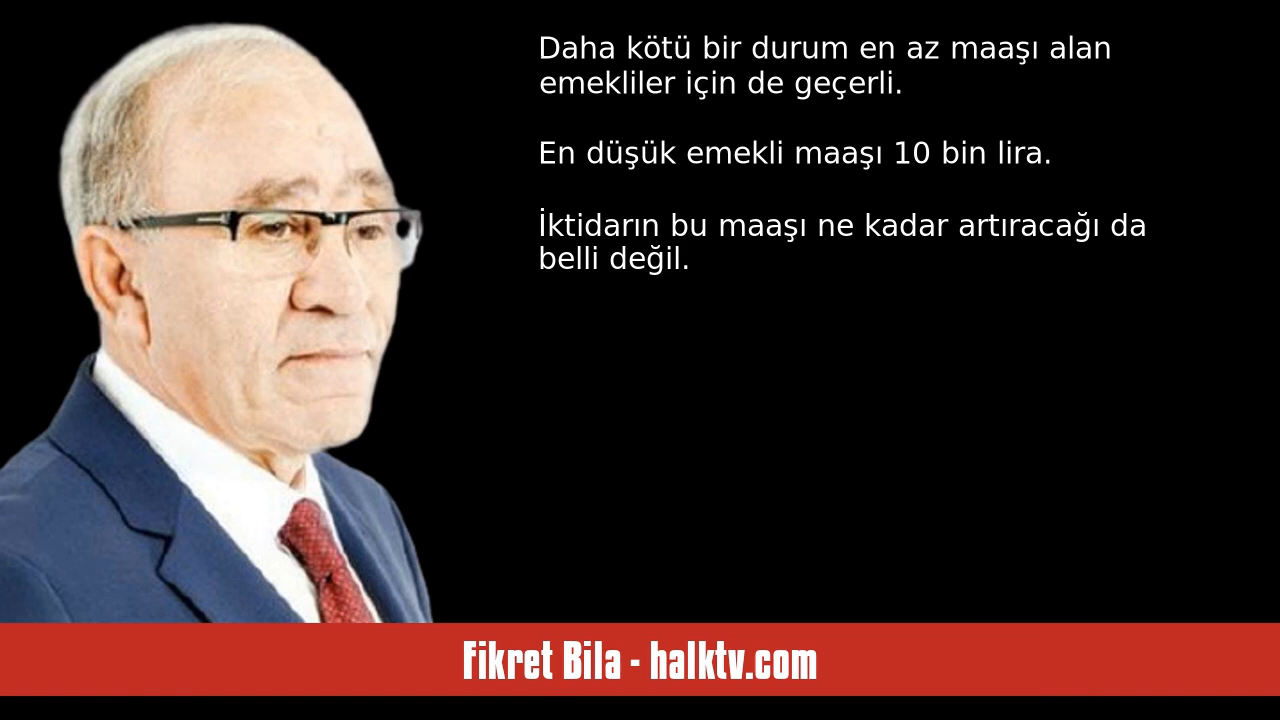 Daha kötü bir durum en az maaşı alan
emekliler için de geçerli.
En düşük emekli maaşı 10 bin lira.
İktidarın bu maaşı ne kadar artıracağı da
belli değil.
Fikret Bila - halktv.com